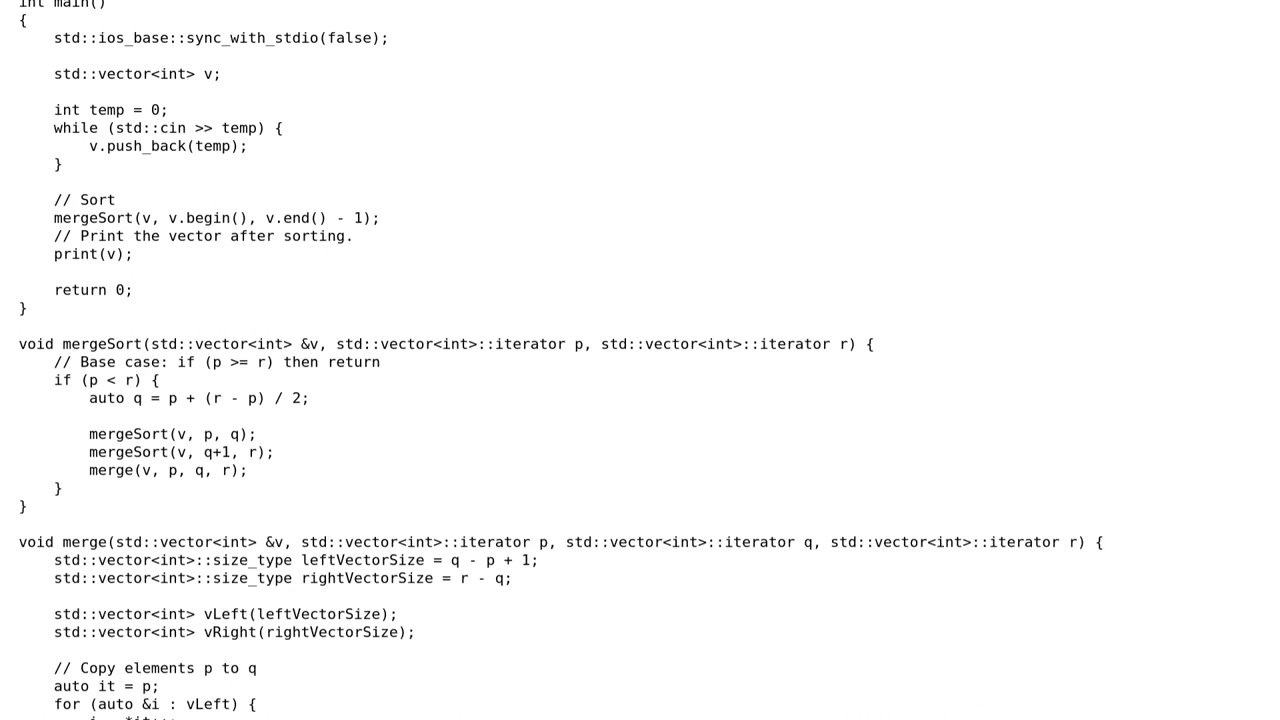 int main()
{
    std::ios_base::sync_with_stdio(false);

    std::vector<int> v;

    int temp = 0;
    while (std::cin >> temp) {
        v.push_back(temp);
    }

    // Sort
    mergeSort(v, v.begin(), v.end() - 1);
    // Print the vector after sorting.
    print(v);

    return 0;
}

void mergeSort(std::vector<int> &v, std::vector<int>::iterator p, std::vector<int>::iterator r) {
    // Base case: if (p >= r) then return
    if (p < r) {
        auto q = p + (r - p) / 2;

        mergeSort(v, p, q);
        mergeSort(v, q+1, r);
        merge(v, p, q, r);
    }
}

void merge(std::vector<int> &v, std::vector<int>::iterator p, std::vector<int>::iterator q, std::vector<int>::iterator r) {
    std::vector<int>::size_type leftVectorSize = q - p + 1;
    std::vector<int>::size_type rightVectorSize = r - q;

    std::vector<int> vLeft(leftVectorSize);
    std::vector<int> vRight(rightVectorSize);

    // Copy elements p to q
    auto it = p;
    for (auto &i : vLeft) {